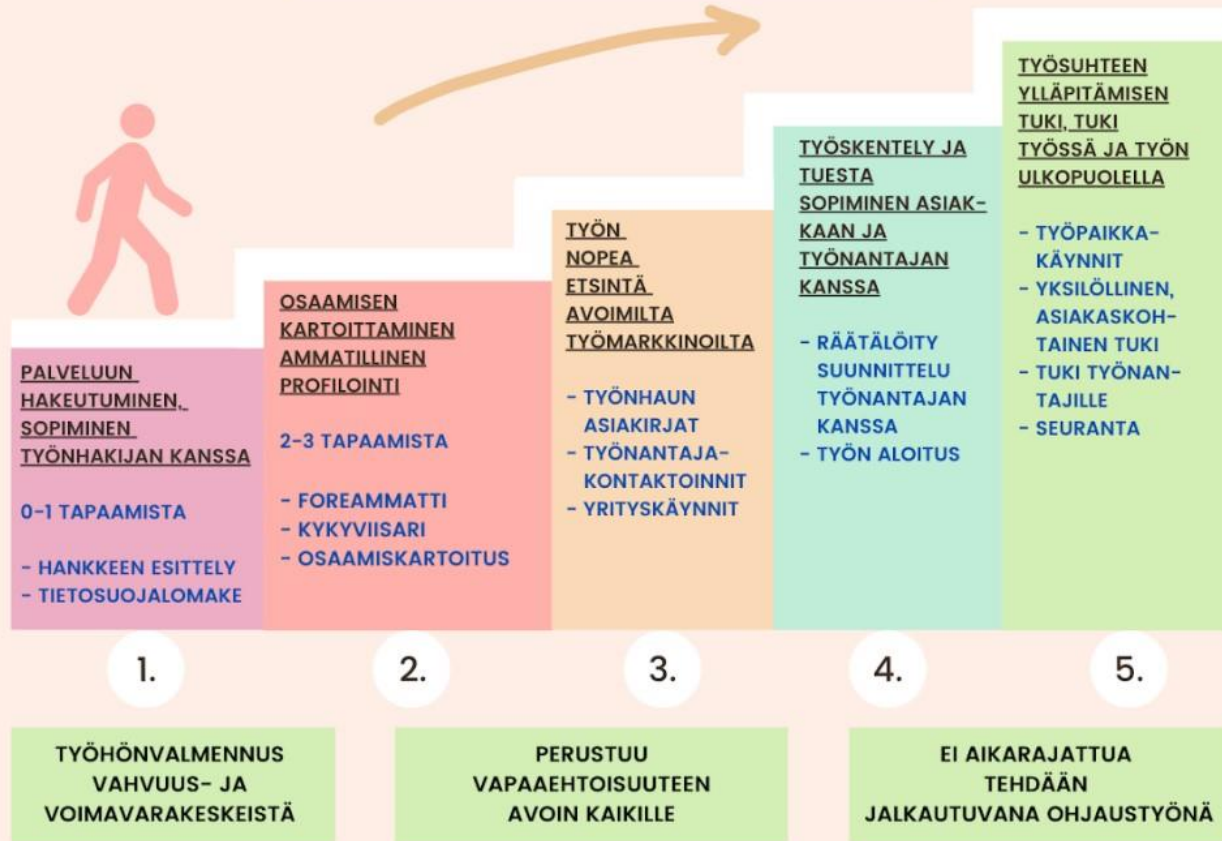 PALVELUUN
HAKEUTUMINEN,
SOPIMINEN
TYÖNHAKIJAN KANSSA
0-1 TAPAAMISTA
- HANKKEEN ESITTELY
- TIETOSUOJALOMAKE
OSAAMISEN
KARTOITTAMINEN
AMMATILLINEN
PROFILOINTI
2-3 TAPAAMISTA
- FOREAMMATTI
- KYKYVIISARI
- OSAAMISKARTOITUS
TYÖN
NOPEA
ETSINTÄ
AVOIMILTA
TYÖMARKKINOILTA
- TYÖNHAUN
ASIAKIRJAT
- TYÖNANTAJA-
KONTAKTOINNIT
- YRITYSKÄYNNIT
TYÖSKENTELY JA
TUESTA
SOPIMINEN ASIAK-
KAAN JA
TYÖNANTAJAN
KANSSA
- RÄÄTÄLÖITY
SUUNNITTELU
TYÖNANTAJAN
KANSSA
- TYÖN ALOITUS
TYÖSUHTEEN
YLLÄPITÄMISEN
TUKI, TUKI
TYÖSSÄ JA TYÖN
ULKOPUOLELLA
- TYÖPAIKKA-
KÄYNNIT
- YKSILÖLLINEN,
ASIAKASKOH-
TAINEN TUKI
- TUKI TYÖNAN-
TAJILLE
- SEURANTA
1.
2.
3.
4.
5.
TYÖHÖNVALMENNUS
VAHVUUS- JA
VOIMAVARAKESKEISTÄ
PERUSTUU
VAPAAEHTOISUUTEEN
AVOIN KAIKILLE
EI AIKARAJATTUA
TEHDÄÄN
JALKAUTUVANA OHJAUSTYÖNÄ